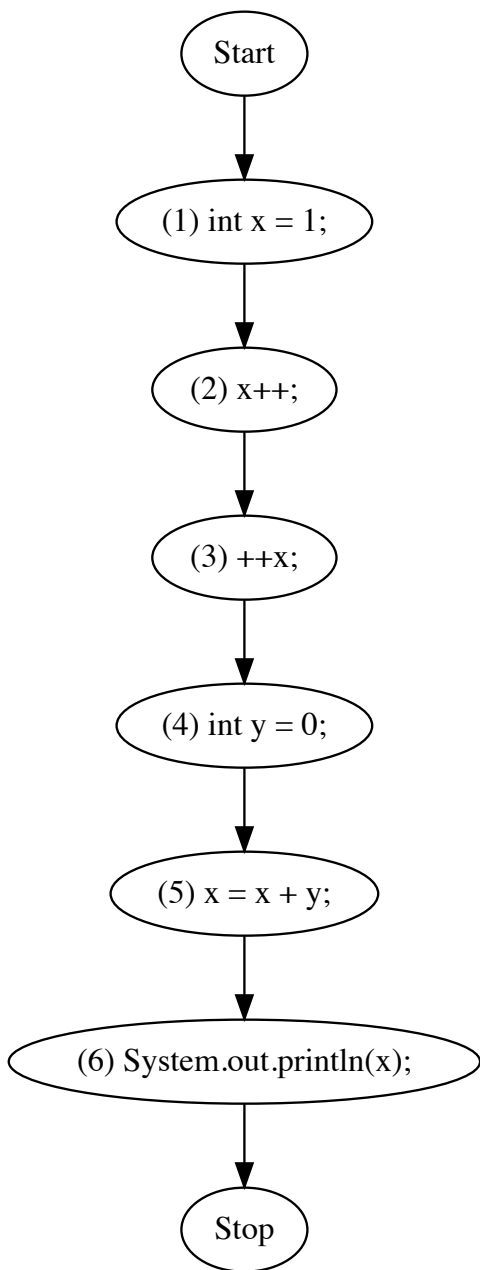 Start
(1) int x = 1;
(2) x++;
(3) ++x;
(4) int y = 0;
(5) x = x + y;
(6) System.out.println(x);
Stop